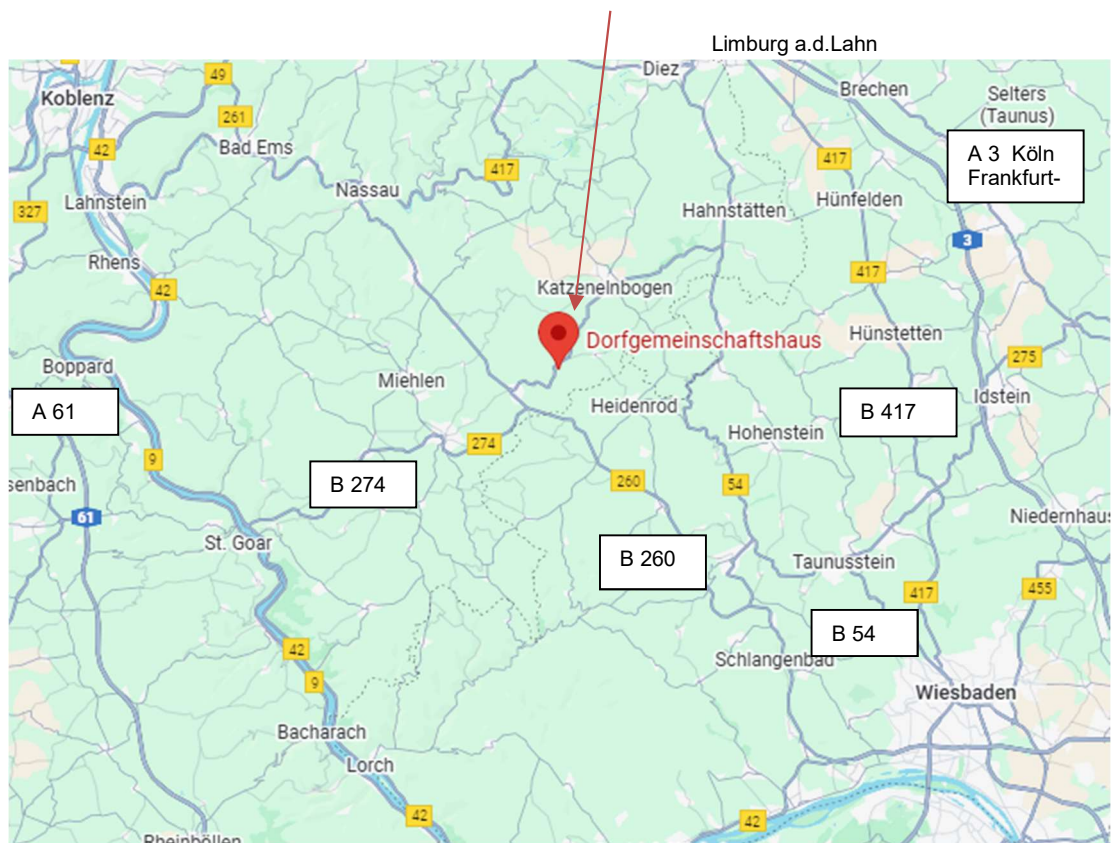 Limburg a.d.Lahn
Diez
49
Koblenz
Brechen
Selters
(Taunus)
261
42
Bad Ems
A 3 Köln
Frankfurt-
417
417
Nassau
327
Lahnstein
Hahnstätten
Hünfelden
3
Rhens
417
42
Katzenelnbogen
Dorfgemeinschaftshaus
Hünstetten
275
Boppard
Miehlen
A 61
Heidenrod
B 417
Idstein
Hohenstein
274
9
senbach
B 274
260
54
61
Niedernhaus
St. Goar
B 260
Taunusstein
417
455
B 54
42
Schlangenbad
9
Wiesbaden
Bacharach
Lorch
42
42
Rheinböllen